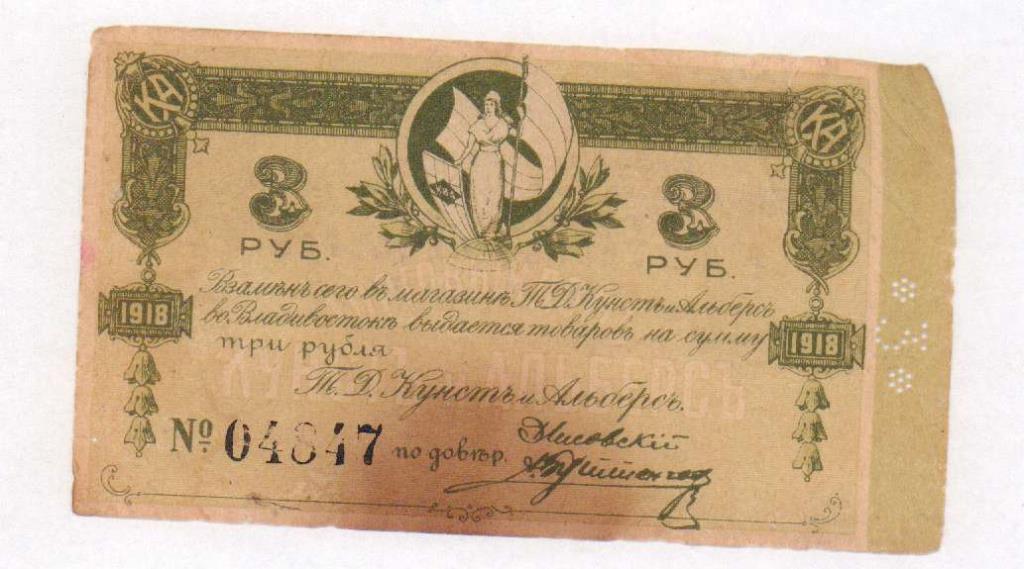 КА КА
3 3
РУБ. РУБ.
Взамѣнъ сего въ магазинѣ Т.Д. Кунстъ и Альберсъ
во Владивостокѣ выдается товаровъ на сумму
три рубля
1918 1918
Т.Д. Кунстъ и Альберсъ.
№ 04847 по довѣр.
*3*